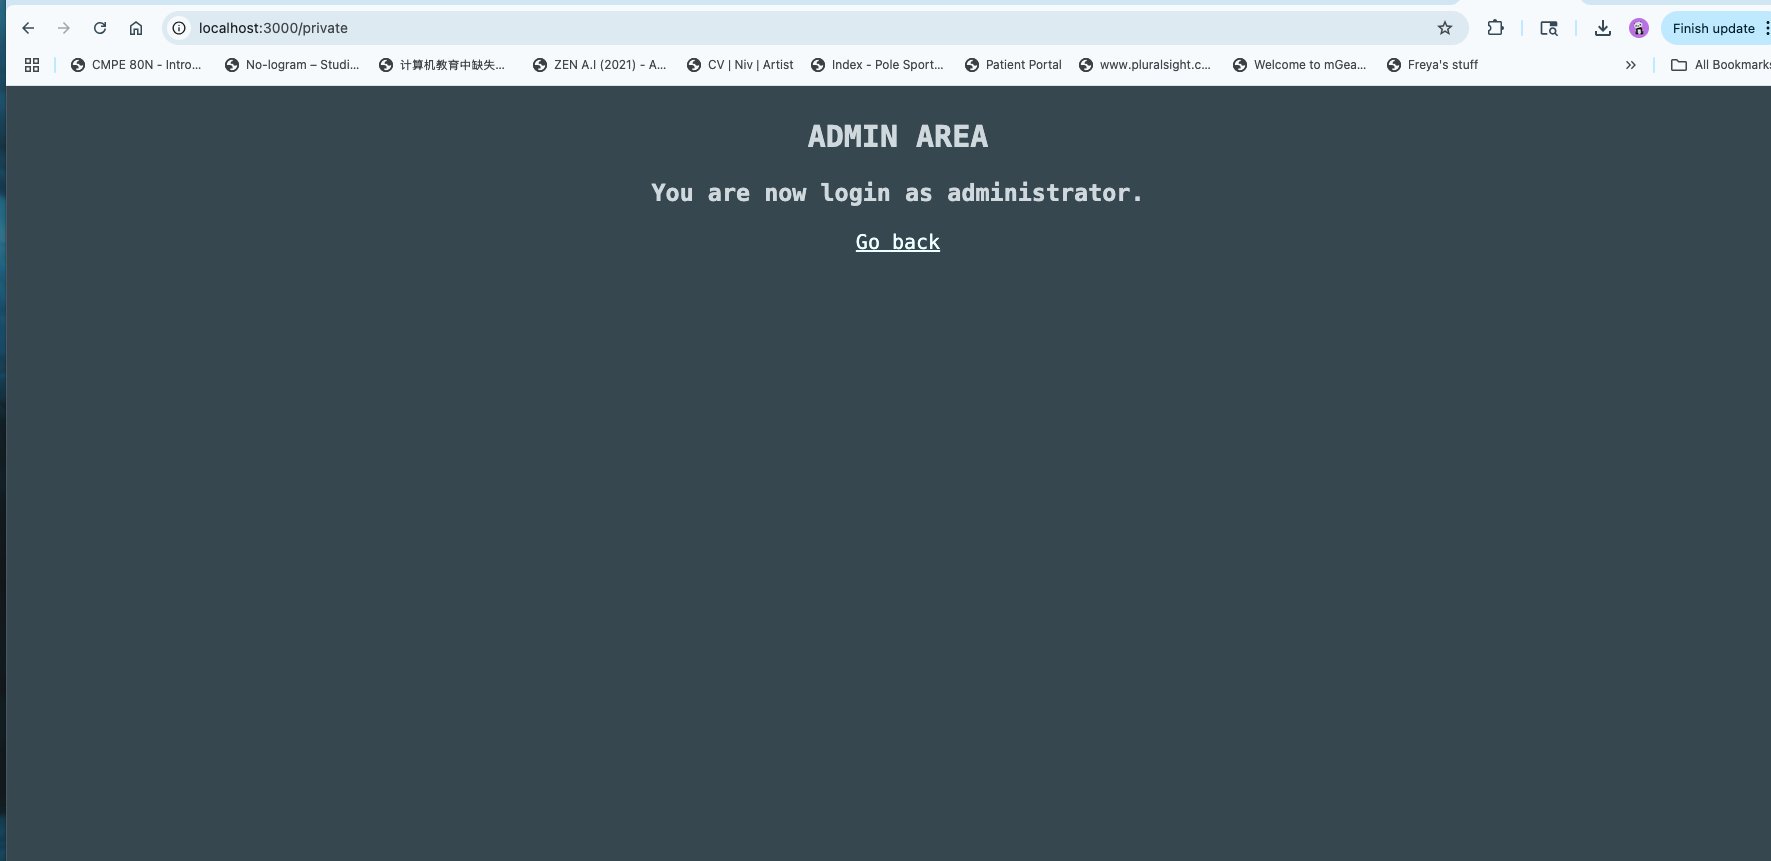 localhost:3000/private
Finish update
CMPE 80N - Intro... No-logram – Studi... 计算机教育中缺失... ZEN A.I (2021) - A... CV | Niv | Artist Index - Pole Sport... Patient Portal www.pluralsight.c... Welcome to mGea... Freya's stuff » All Bookmarks
ADMIN AREA
You are now login as administrator.
Go back